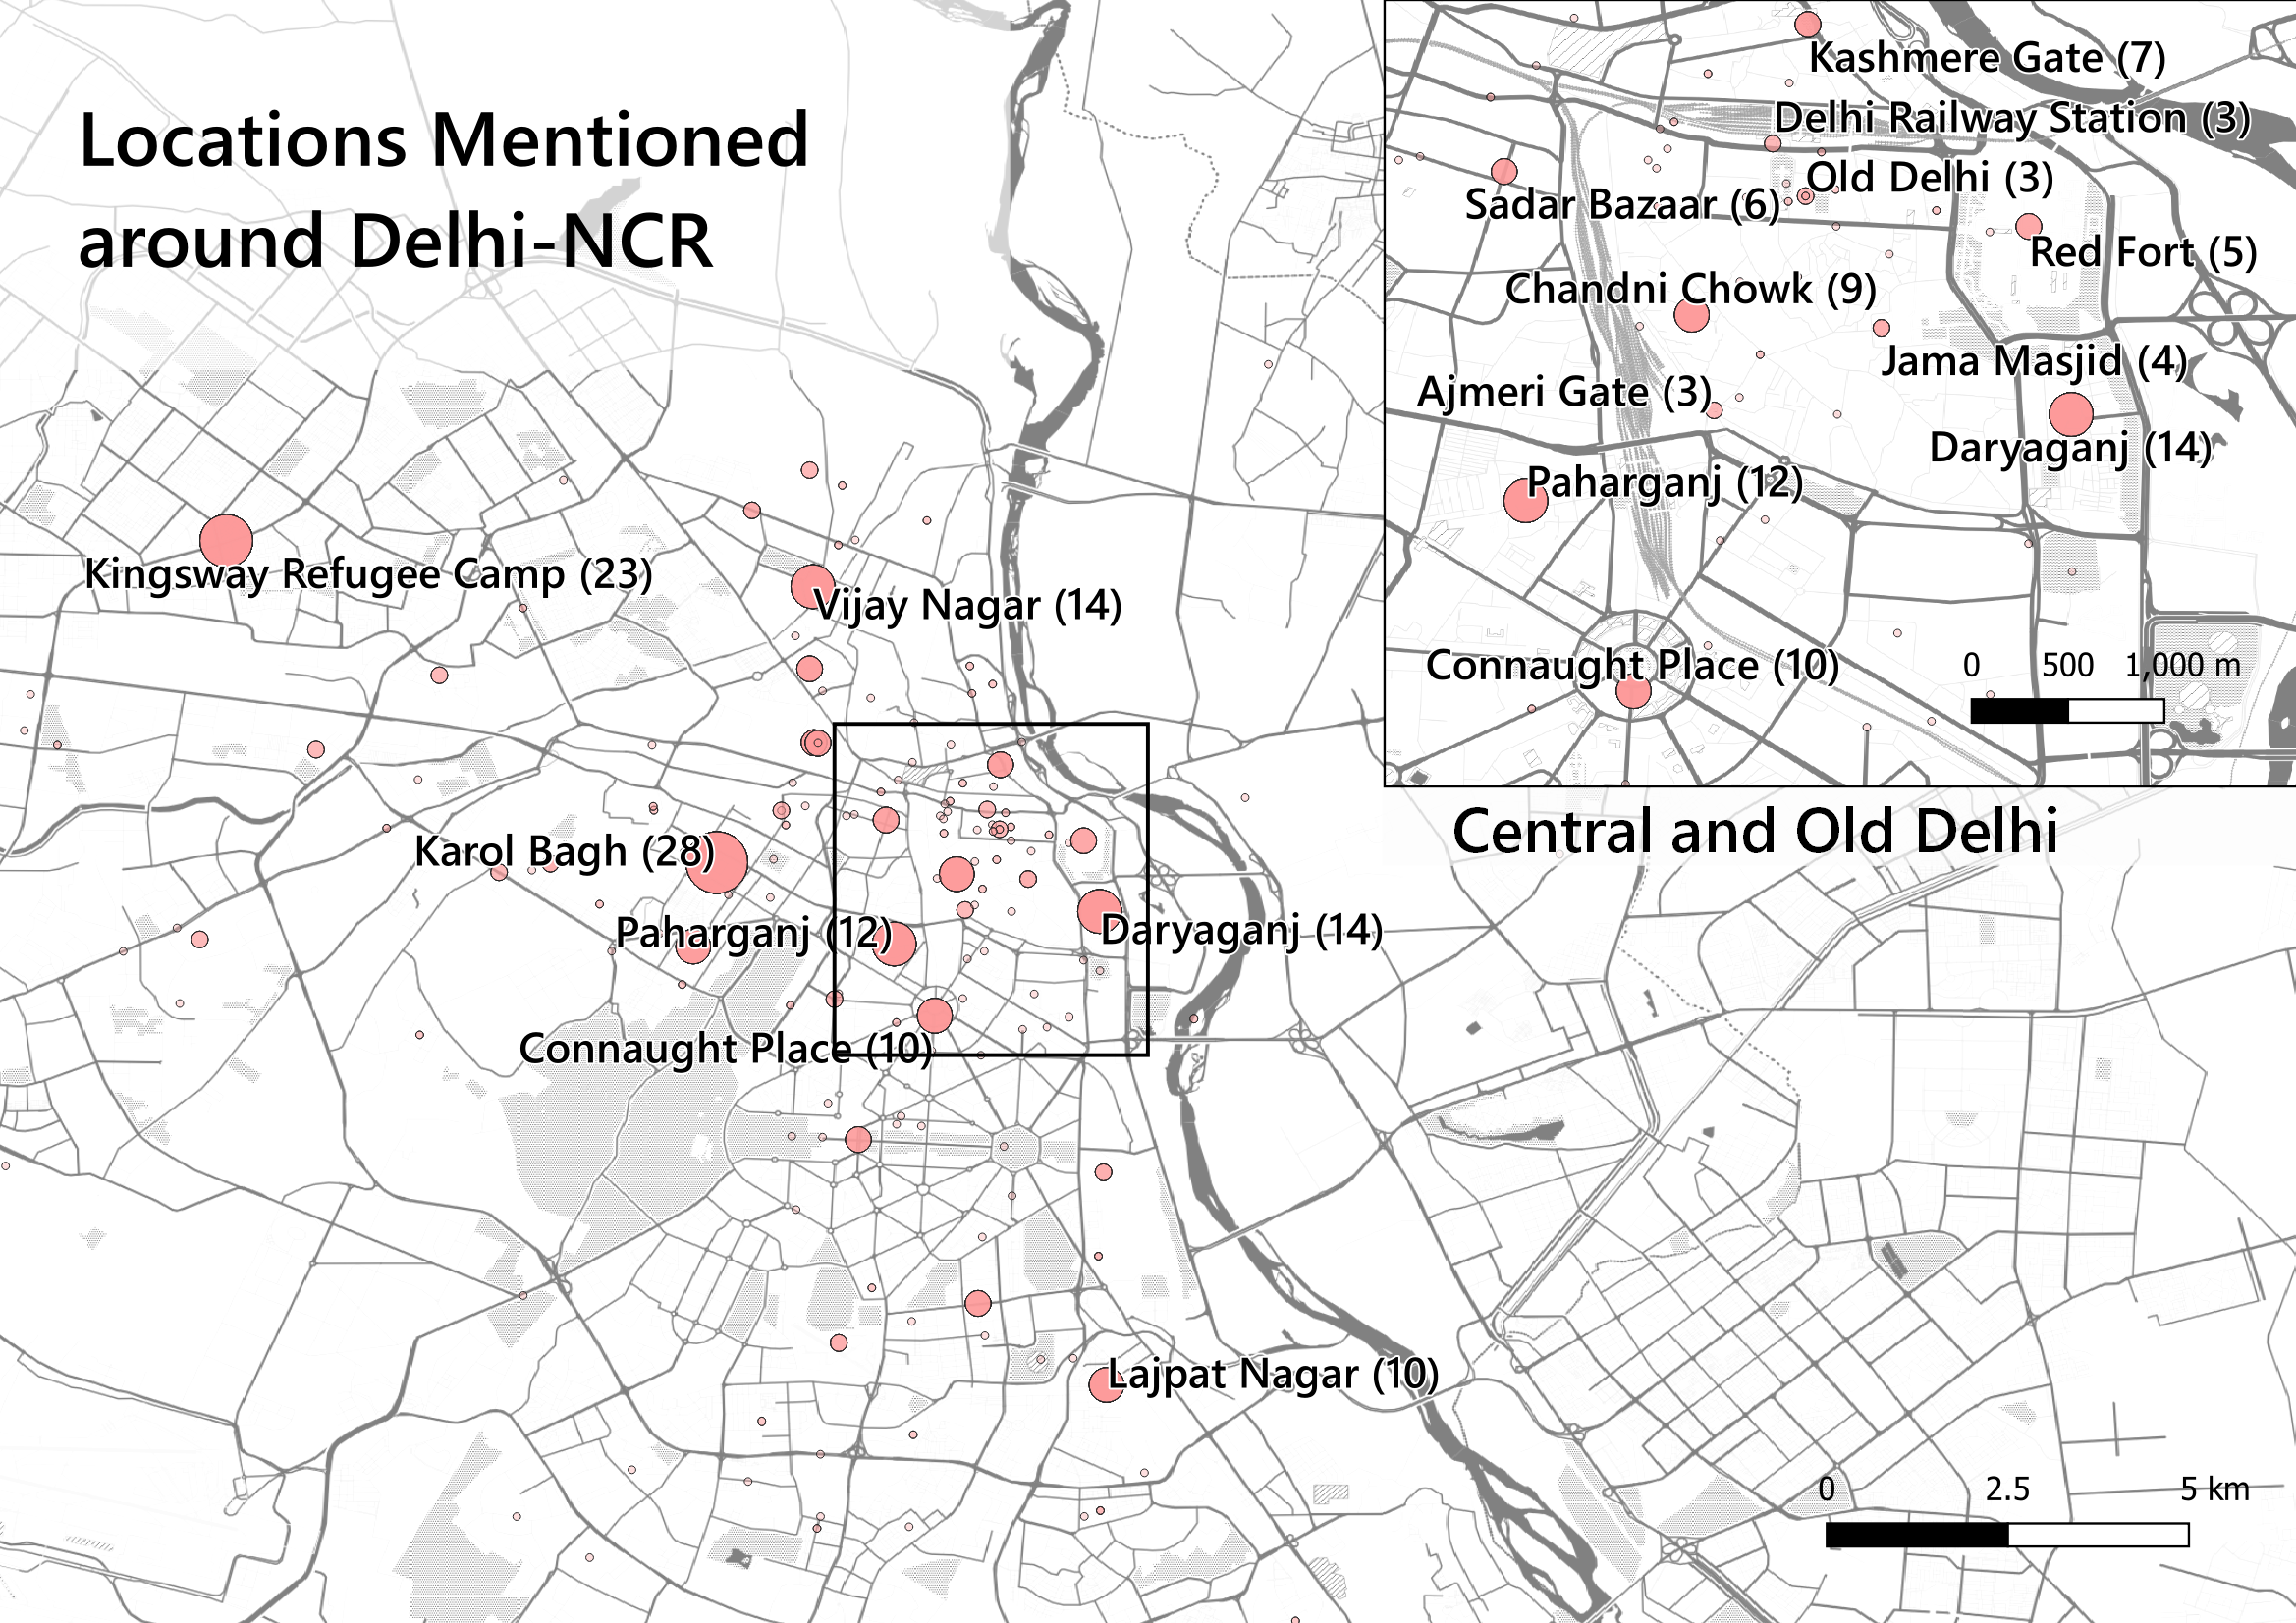 Locations Mentioned
around Delhi-NCR
Kingsway Refugee Camp (23)
Vijay Nagar (14)
Karol Bagh (28)
Paharganj (12)
Daryaganj (14)
Connaught Place (10)
Lajpat Nagar (10)
0 2.5 5 km
Kashmere Gate (7)
Delhi Railway Station (3)
Old Delhi (3)
Sadar Bazaar (6)
Red Fort (5)
Chandni Chowk (9)
Jama Masjid (4)
Ajmeri Gate (3)
Daryaganj (14)
Paharganj (12)
Connaught Place (10)
0 500 1,000 m
Central and Old Delhi